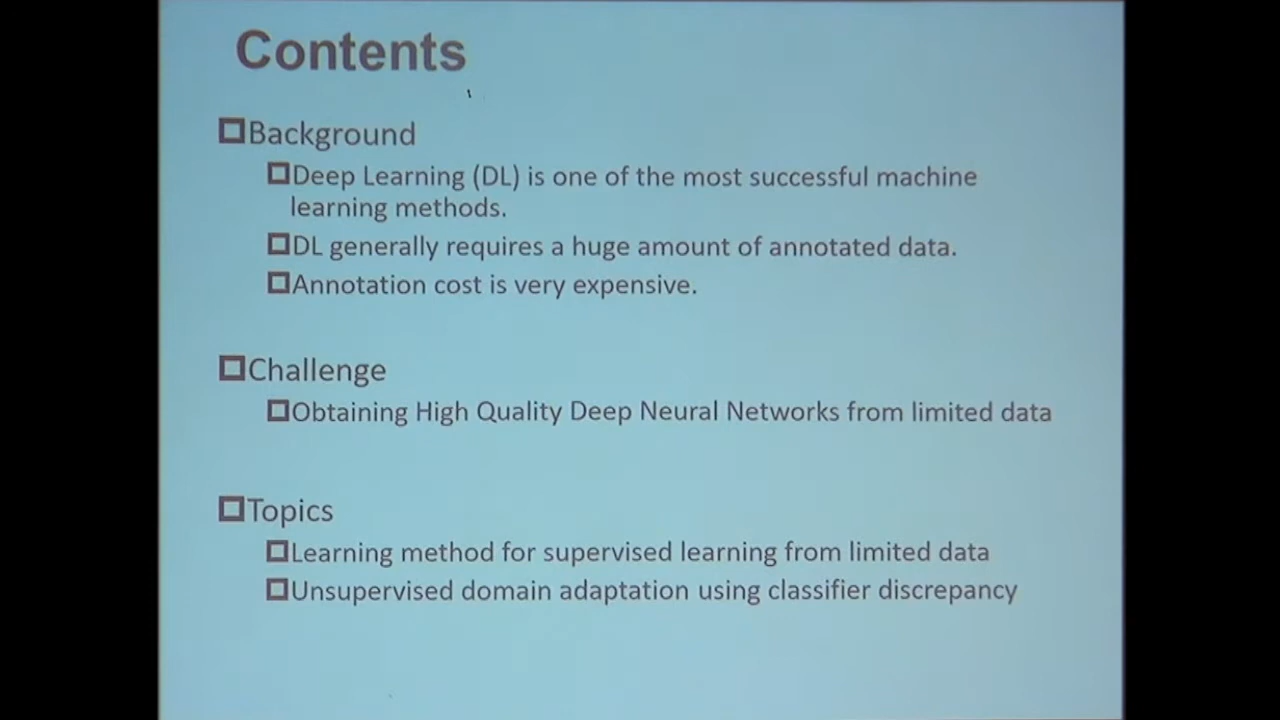 Contents
Background
Deep Learning (DL) is one of the most successful machine
learning methods.
DL generally requires a huge amount of annotated data.
Annotation cost is very expensive.
Challenge
Obtaining High Quality Deep Neural Networks from limited data
Topics
Learning method for supervised learning from limited data
Unsupervised domain adaptation using classifier discrepancy